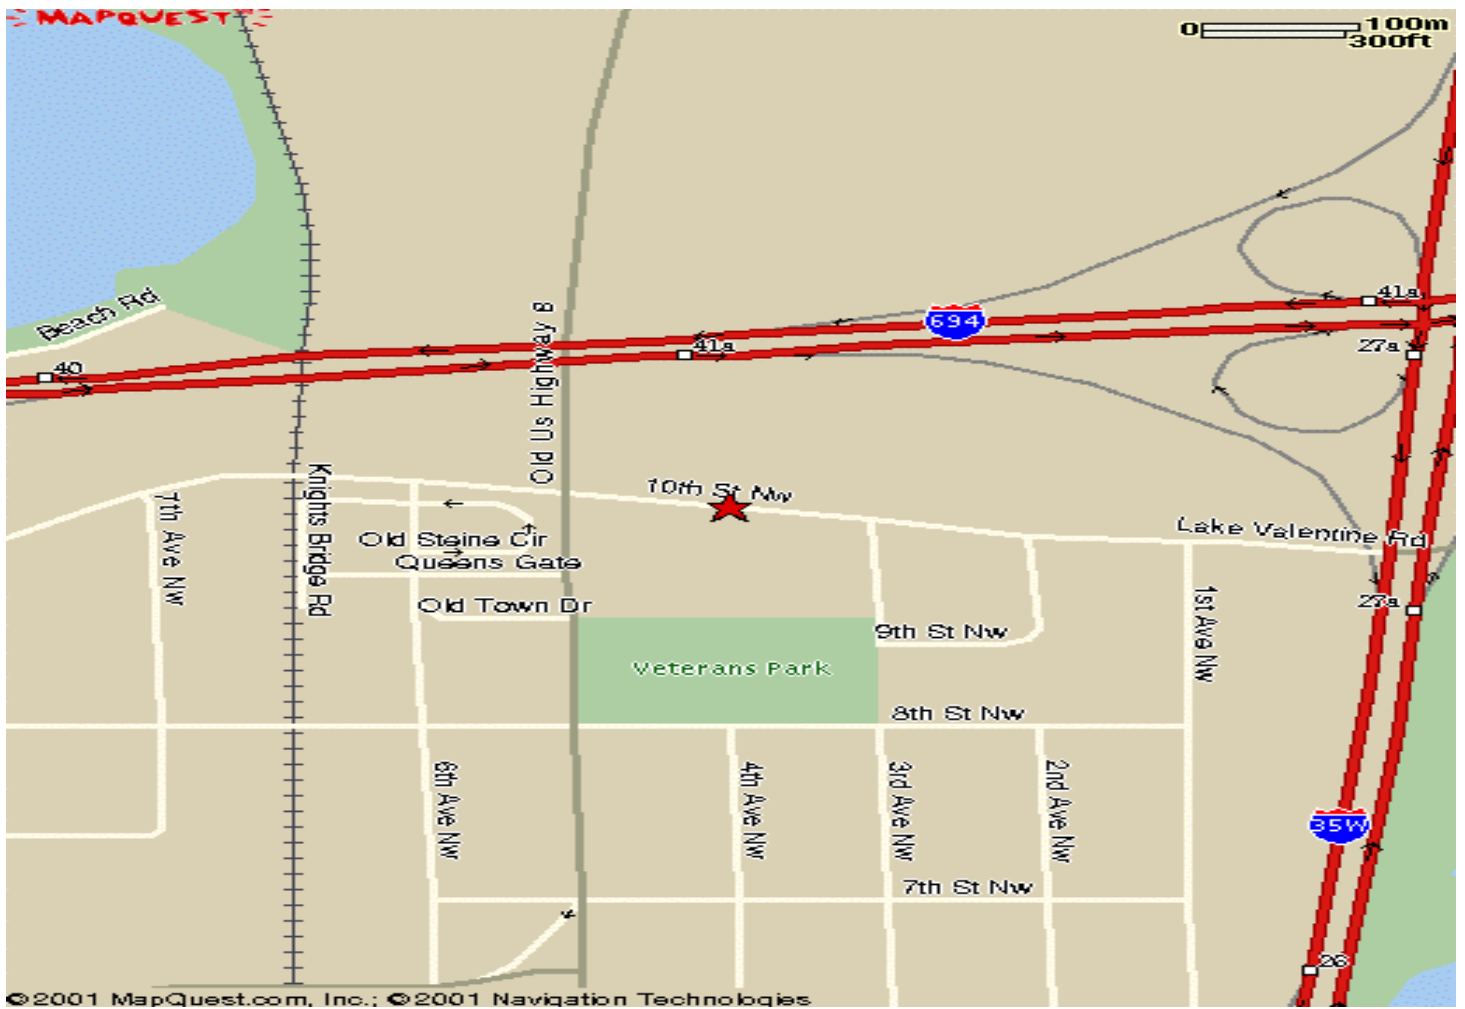 MAPQUEST
0 100m
300ft
Beach Rd
Old Us Highway 8
694
41a
41a
40
27a
Knights Bridge Rd
10th St Nw
7th Ave NW
Old Steine Cir
Queens Gate
Lake Valentine Rd
Old Town Dr
27a
1st Ave NW
9th St Nw
Veterans Park
8th St Nw
6th Ave NW
4th Ave NW
3rd Ave NW
2nd Ave NW
35W
7th St Nw
26
©2001 MapQuest.com, Inc.; ©2001 Navigation Technologies